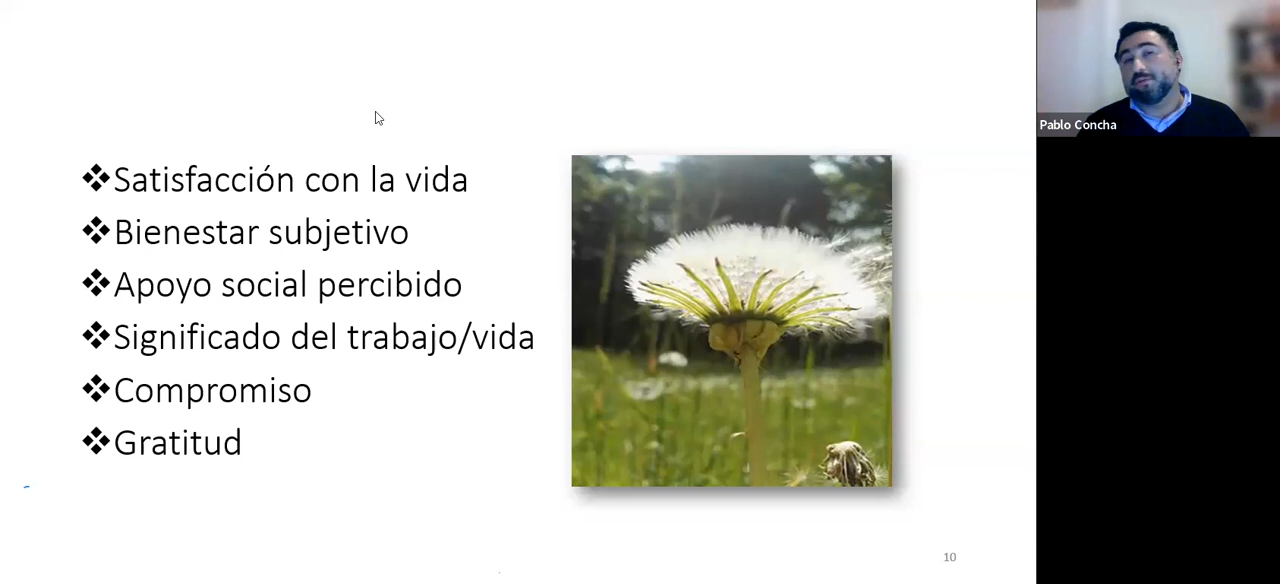 ❖Satisfacción con la vida
❖Bienestar subjetivo
❖Apoyo social percibido
❖Significado del trabajo/vida
❖Compromiso
❖Gratitud
10
Pablo Concha